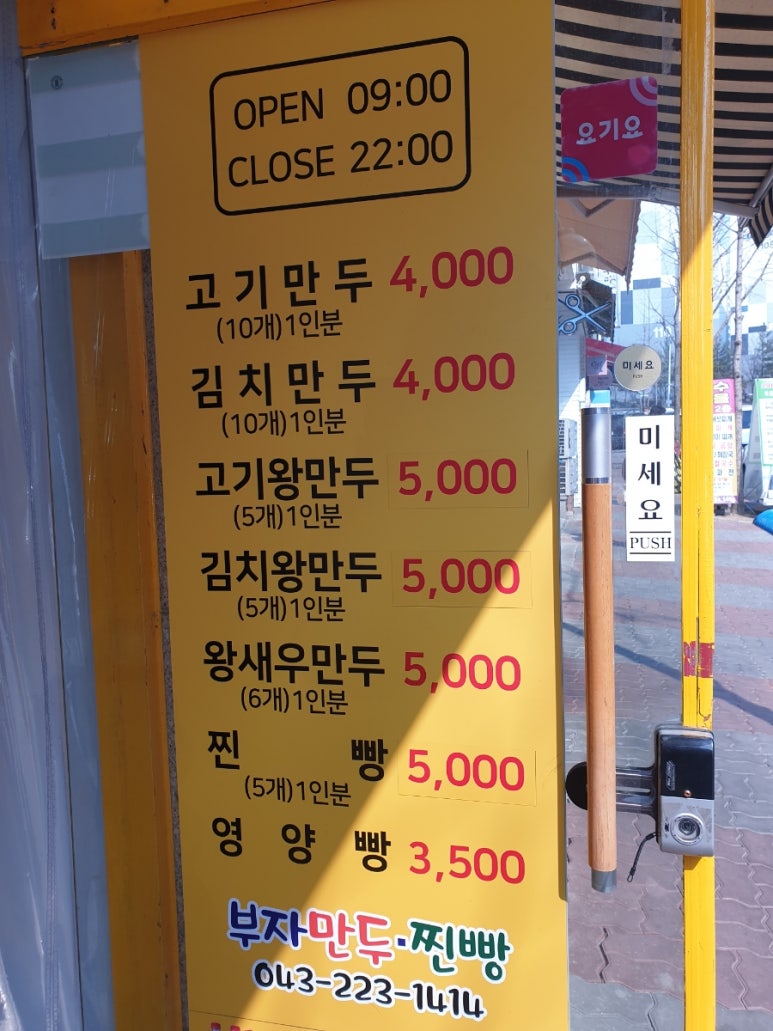 OPEN 09:00
CLOSE 22:00
요기요
고기만두 4,000
(10개)1인분
김치만두 4,000
(10개)1인분
고기왕만두 5,000
(5개)1인분
김치왕만두 5,000
(5개)1인분
왕새우만두 5,000
(6개)1인분
찐 빵 5,000
(5개)1인분
영양빵 3,500
부자만두·찐빵
043-223-1414
미세요
미세요
PUSH